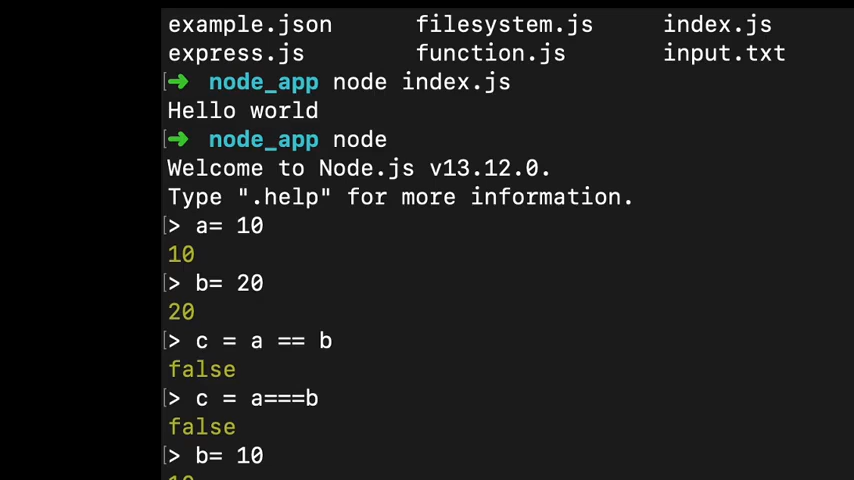 example.json filesystem.js index.js
express.js function.js input.txt
[➜ node_app node index.js
Hello world
[➜ node_app node
Welcome to Node.js v13.12.0.
Type ".help" for more information.
[> a= 10
10
[> b= 20
20
[> c = a == b
false
[> c = a===b
false
[> b= 10
10